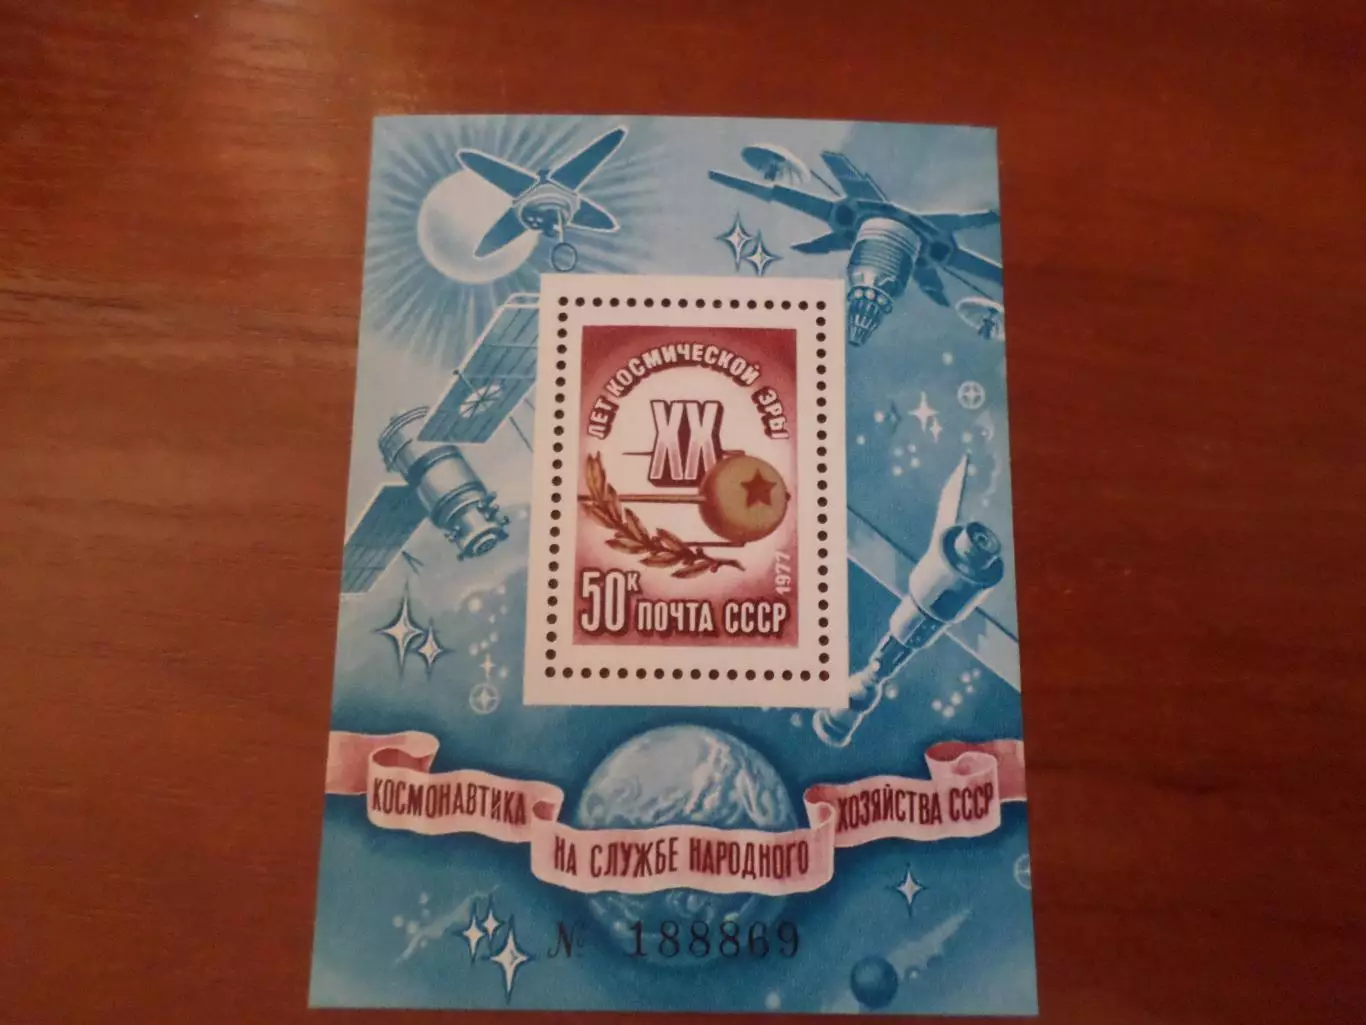 ЛЕТ КОСМИЧЕСКОЙ ЭРЫ
XX
1977
50К ПОЧТА СССР
КОСМОНАВТИКА
НА СЛУЖБЕ НАРОДНОГО
ХОЗЯЙСТВА СССР
№ 188869